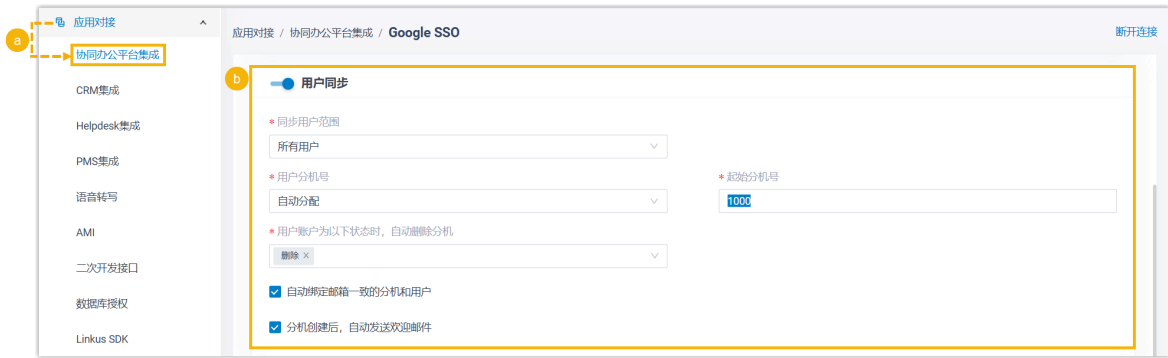 a
应用对接
协同办公平台集成
CRM集成
Helpdesk集成
PMS集成
语音转写
AMI
二次开发接口
数据库授权
Linkus SDK
应用对接 / 协同办公平台集成 / Google SSO
断开连接
b
用户同步
* 同步用户范围
所有用户
* 用户分机号
自动分配
* 起始分机号
1000
* 用户账户为以下状态时，自动删除分机
删除 ×
自动绑定邮箱一致的分机和用户
分机创建后，自动发送欢迎邮件